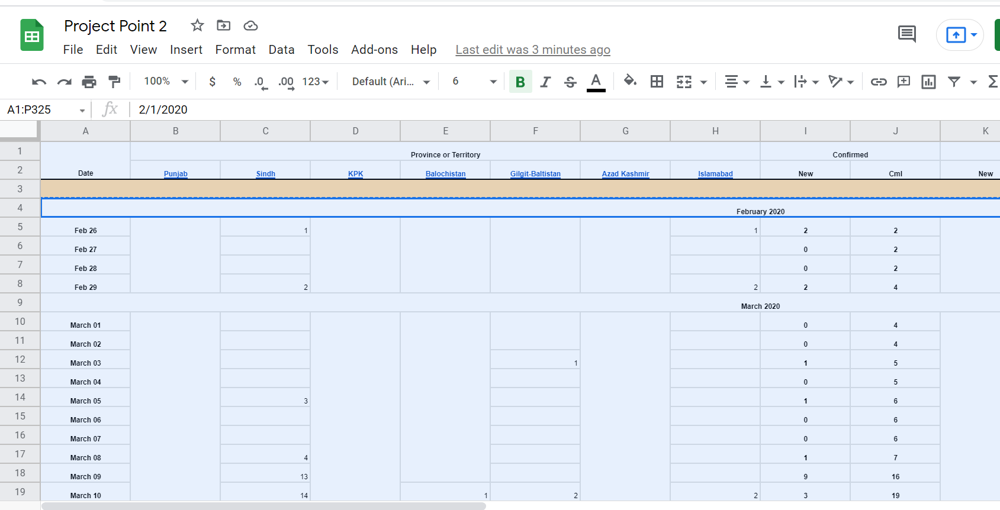 Project Point 2
File Edit View Insert Format Data Tools Add-ons Help Last edit was 3 minutes ago
100% $ % .0 .00 123 Default (Ari... 6 B I S A Σ
A1:P325 fx 2/1/2020
A B C D E F G H I J K
1 Province or Territory Confirmed
2 Date Punjab Sindh KPK Balochistan Gilgit-Baltistan Azad Kashmir Islamabad New Cml New
3
4 February 2020
5 Feb 26 1 1 2 2
6 Feb 27 0 2
7 Feb 28 0 2
8 Feb 29 2 2 2 4
9 March 2020
10 March 01 0 4
11 March 02 0 4
12 March 03 1 1 5
13 March 04 0 5
14 March 05 3 1 6
15 March 06 0 6
16 March 07 0 6
17 March 08 4 1 7
18 March 09 13 9 16
19 March 10 14 1 2 2 3 19